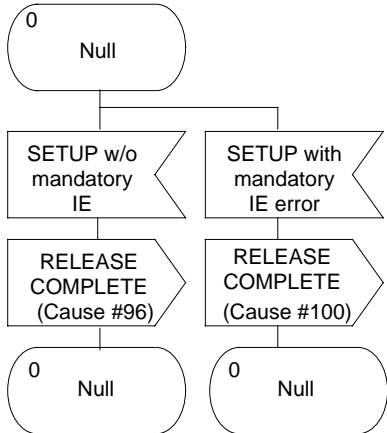 0
Null
SETUP w/o
mandatory
IE
SETUP with
mandatory
IE error
RELEASE
COMPLETE
(Cause #96)
RELEASE
COMPLETE
(Cause #100)
0
Null
0
Null